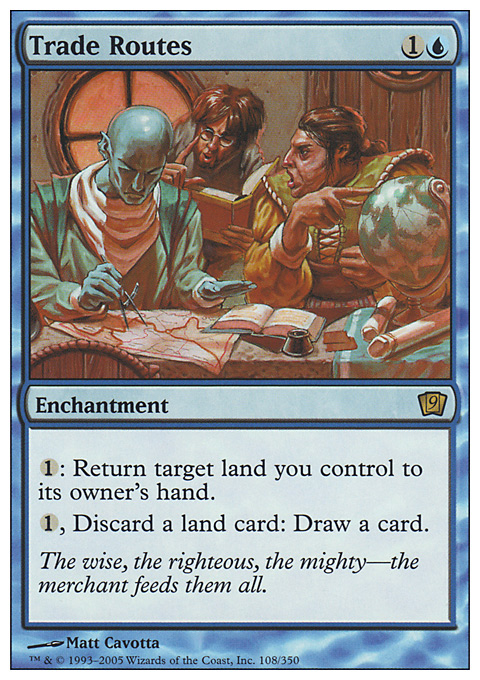 Trade Routes 1
Enchantment 9
1: Return target land you control to
its owner's hand.
1, Discard a land card: Draw a card.
The wise, the righteous, the mighty—the
merchant feeds them all.
Matt Cavotta
™ & © 1993–2005 Wizards of the Coast, Inc. 108/350